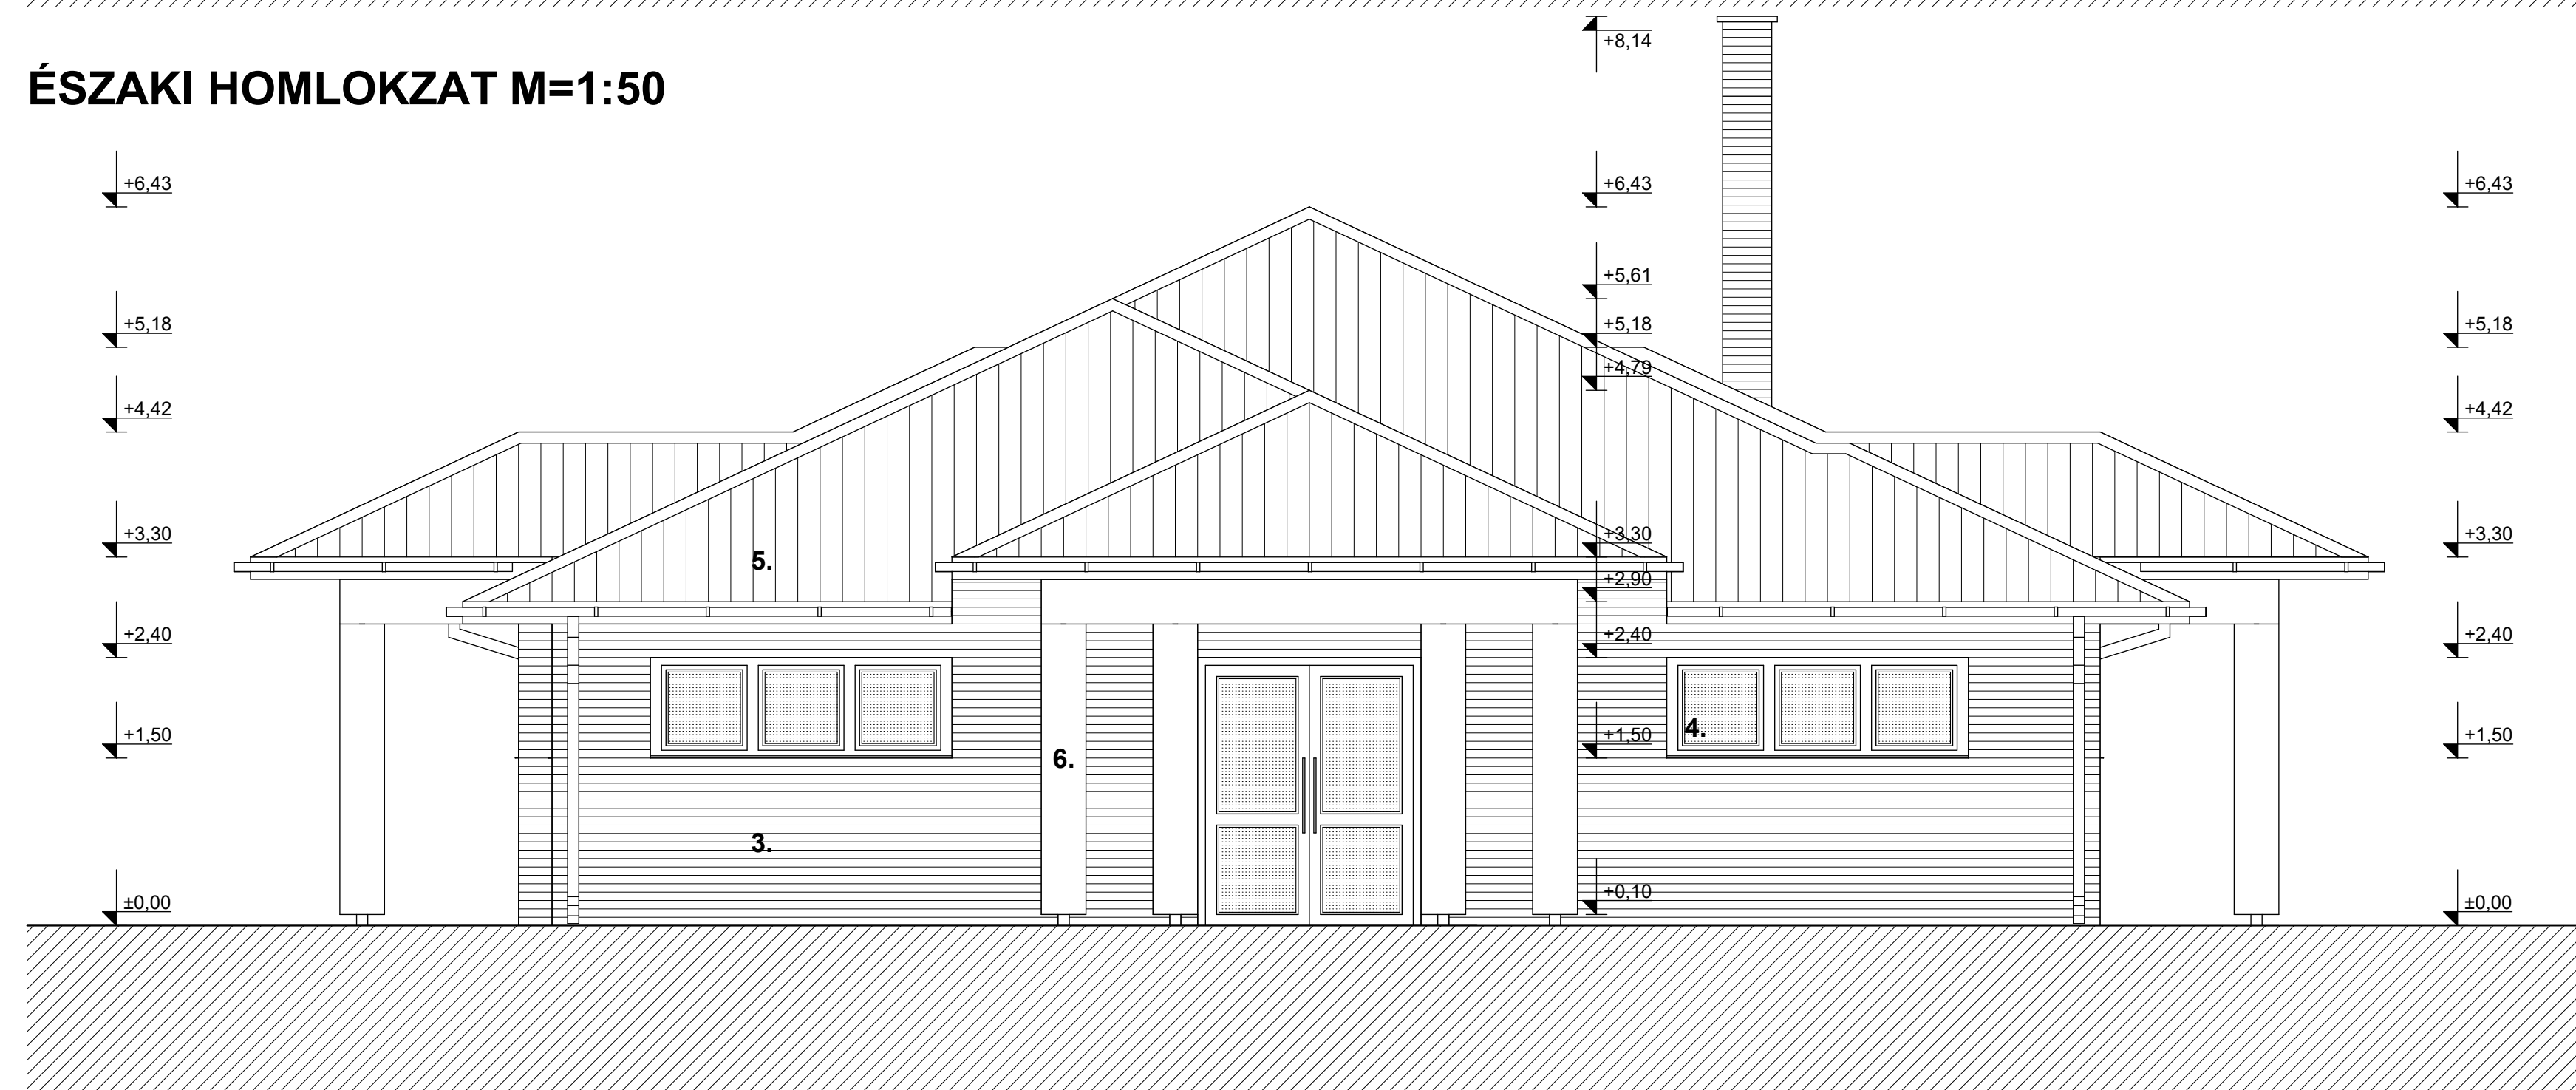 +8,14
ÉSZAKI HOMLOKZAT M=1:50
+6,43 +6,43 +6,43
+5,61
+5,18 +5,18 +5,18
+4,79
+4,42 +4,42
+3,30 +3,30 +3,30
5.
+2,90
+2,40 +2,40 +2,40
4.
+1,50 +1,50 +1,50
6.
3.
+0,10
±0,00 ±0,00